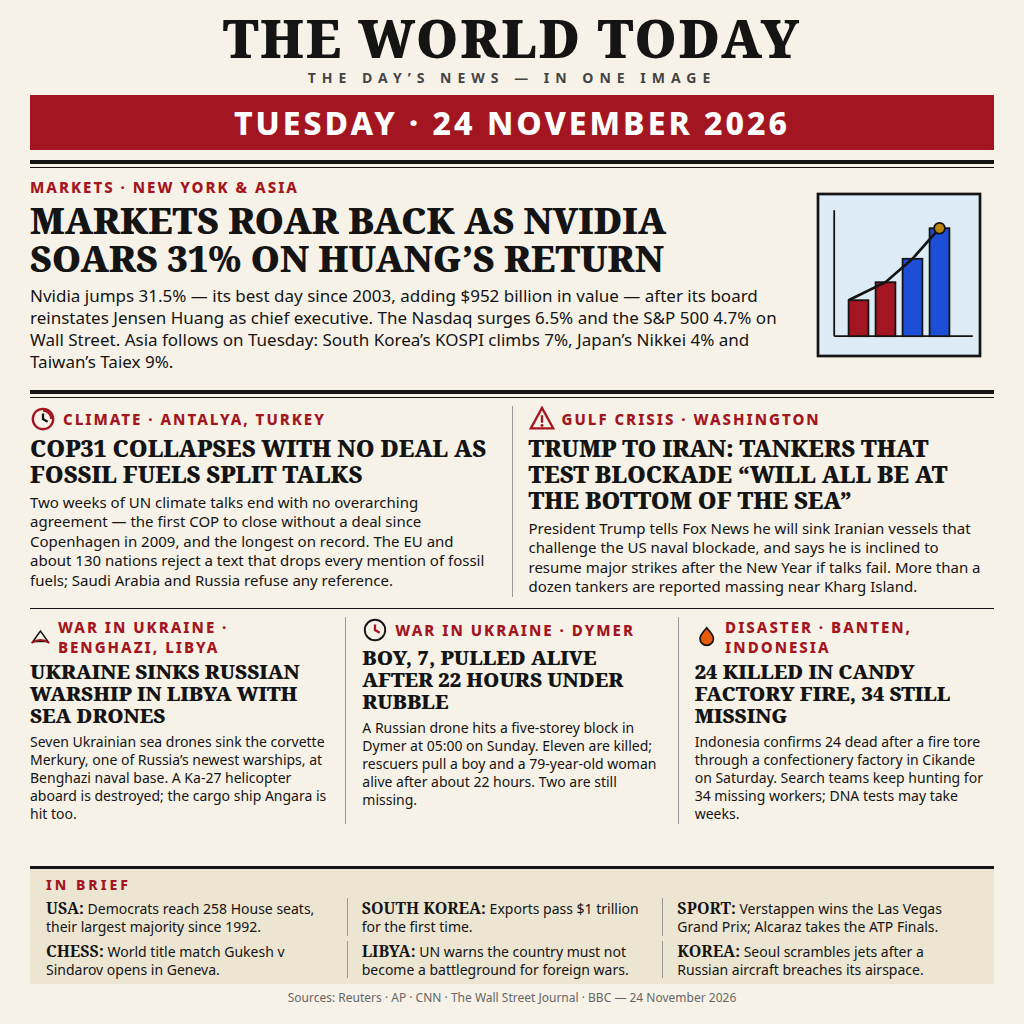 THE WORLD TODAY
THE DAY’S NEWS — IN ONE IMAGE
TUESDAY · 24 NOVEMBER 2026
MARKETS · NEW YORK & ASIA
MARKETS ROAR BACK AS NVIDIA
SOARS 31% ON HUANG’S RETURN
Nvidia jumps 31.5% — its best day since 2003, adding $952 billion in value — after its board
reinstates Jensen Huang as chief executive. The Nasdaq surges 6.5% and the S&P 500 4.7% on
Wall Street. Asia follows on Tuesday: South Korea’s KOSPI climbs 7%, Japan’s Nikkei 4% and
Taiwan’s Taiex 9%.
CLIMATE · ANTALYA, TURKEY
COP31 COLLAPSES WITH NO DEAL AS
FOSSIL FUELS SPLIT TALKS
Two weeks of UN climate talks end with no overarching
agreement — the first COP to close without a deal since
Copenhagen in 2009, and the longest on record. The EU and
about 130 nations reject a text that drops every mention of fossil
fuels; Saudi Arabia and Russia refuse any reference.
GULF CRISIS · WASHINGTON
TRUMP TO IRAN: TANKERS THAT
TEST BLOCKADE “WILL ALL BE AT
THE BOTTOM OF THE SEA”
President Trump tells Fox News he will sink Iranian vessels that
challenge the US naval blockade, and says he is inclined to
resume major strikes after the New Year if talks fail. More than a
dozen tankers are reported massing near Kharg Island.
WAR IN UKRAINE ·
BENGHAZI, LIBYA
UKRAINE SINKS RUSSIAN
WARSHIP IN LIBYA WITH
SEA DRONES
Seven Ukrainian sea drones sink the corvette
Merkury, one of Russia’s newest warships, at
Benghazi naval base. A Ka-27 helicopter
aboard is destroyed; the cargo ship Angara is
hit too.
WAR IN UKRAINE · DYMER
BOY, 7, PULLED ALIVE
AFTER 22 HOURS UNDER
RUBBLE
A Russian drone hits a five-storey block in
Dymer at 05:00 on Sunday. Eleven are killed;
rescuers pull a boy and a 79-year-old woman
alive after about 22 hours. Two are still
missing.
DISASTER · BANTEN,
INDONESIA
24 KILLED IN CANDY
FACTORY FIRE, 34 STILL
MISSING
Indonesia confirms 24 dead after a fire tore
through a confectionery factory in Cikande
on Saturday. Search teams keep hunting for
34 missing workers; DNA tests may take
weeks.
IN BRIEF
USA: Democrats reach 258 House seats,
their largest majority since 1992.
SOUTH KOREA: Exports pass $1 trillion
for the first time.
SPORT: Verstappen wins the Las Vegas
Grand Prix; Alcaraz takes the ATP Finals.
CHESS: World title match Gukesh v
Sindarov opens in Geneva.
LIBYA: UN warns the country must not
become a battleground for foreign wars.
KOREA: Seoul scrambles jets after a
Russian aircraft breaches its airspace.
Sources: Reuters · AP · CNN · The Wall Street Journal · BBC — 24 November 2026